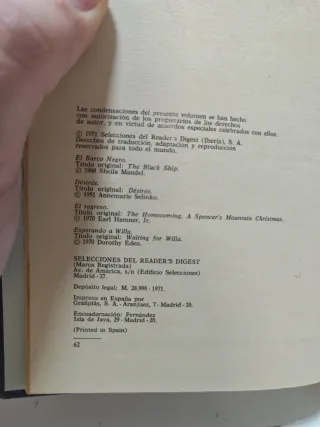 Las condensaciones del presente volumen se han hecho
con autorización de los propietarios de los derechos
de autor, y en virtud de acuerdos especiales celebrados con ellos.
© 1971 Selecciones del Reader's Digest (Iberia), S. A.
Derechos de traducción, adaptación y reproducción
reservados para todo el mundo.
El Barco Negro.
Título original: The Black Ship.
© 1968 Sheila Mandel.
Désirée.
Título original: Désirée.
© 1951 Annemarie Selinko.
El regreso.
Título original: The Homecoming. A Spencer's Mountain Christmas.
© 1970 Earl Hamner, Jr.
Esperando a Willa.
Título original: Waiting for Willa.
© 1970 Dorothy Eden.
SELECCIONES DEL READER'S DIGEST
(Marca Registrada)
Av. de América, s/n (Edificio Selecciones)
Madrid - 27.
Depósito legal: M. 28,994 - 1971.
Impreso en España por
Grafiplás, S. A. - Aranjuez, 7 - Madrid - 20.
Encuadernación: Fernández
Isla de Java, 29 - Madrid - 20.
(Printed in Spain)
62